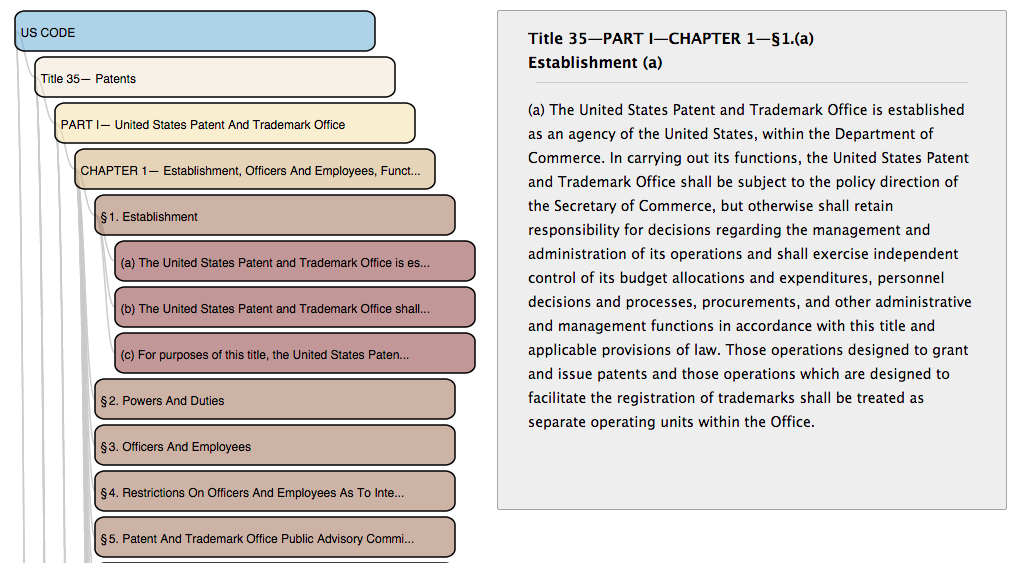 US CODE
Title 35— Patents
PART I— United States Patent And Trademark Office
CHAPTER 1— Establishment, Officers And Employees, Funct...
§1. Establishment
(a) The United States Patent and Trademark Office is es...
(b) The United States Patent and Trademark Office shall...
(c) For purposes of this title, the United States Paten...
§2. Powers And Duties
§3. Officers And Employees
§4. Restrictions On Officers And Employees As To Inte...
§5. Patent And Trademark Office Public Advisory Commi...
Title 35—PART I—CHAPTER 1—§1.(a)
Establishment (a)
(a) The United States Patent and Trademark Office is established
as an agency of the United States, within the Department of
Commerce. In carrying out its functions, the United States Patent
and Trademark Office shall be subject to the policy direction of
the Secretary of Commerce, but otherwise shall retain
responsibility for decisions regarding the management and
administration of its operations and shall exercise independent
control of its budget allocations and expenditures, personnel
decisions and processes, procurements, and other administrative
and management functions in accordance with this title and
applicable provisions of law. Those operations designed to grant
and issue patents and those operations which are designed to
facilitate the registration of trademarks shall be treated as
separate operating units within the Office.